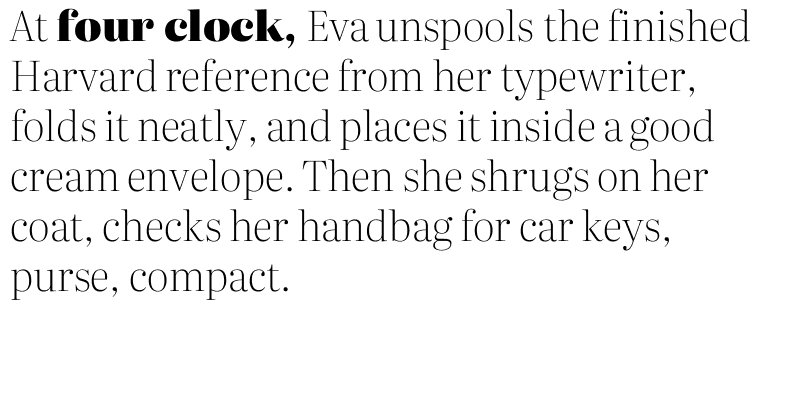 At four clock, Eva unspools the finished
Harvard reference from her typewriter,
folds it neatly, and places it inside a good
cream envelope. Then she shrugs on her
coat, checks her handbag for car keys,
purse, compact.